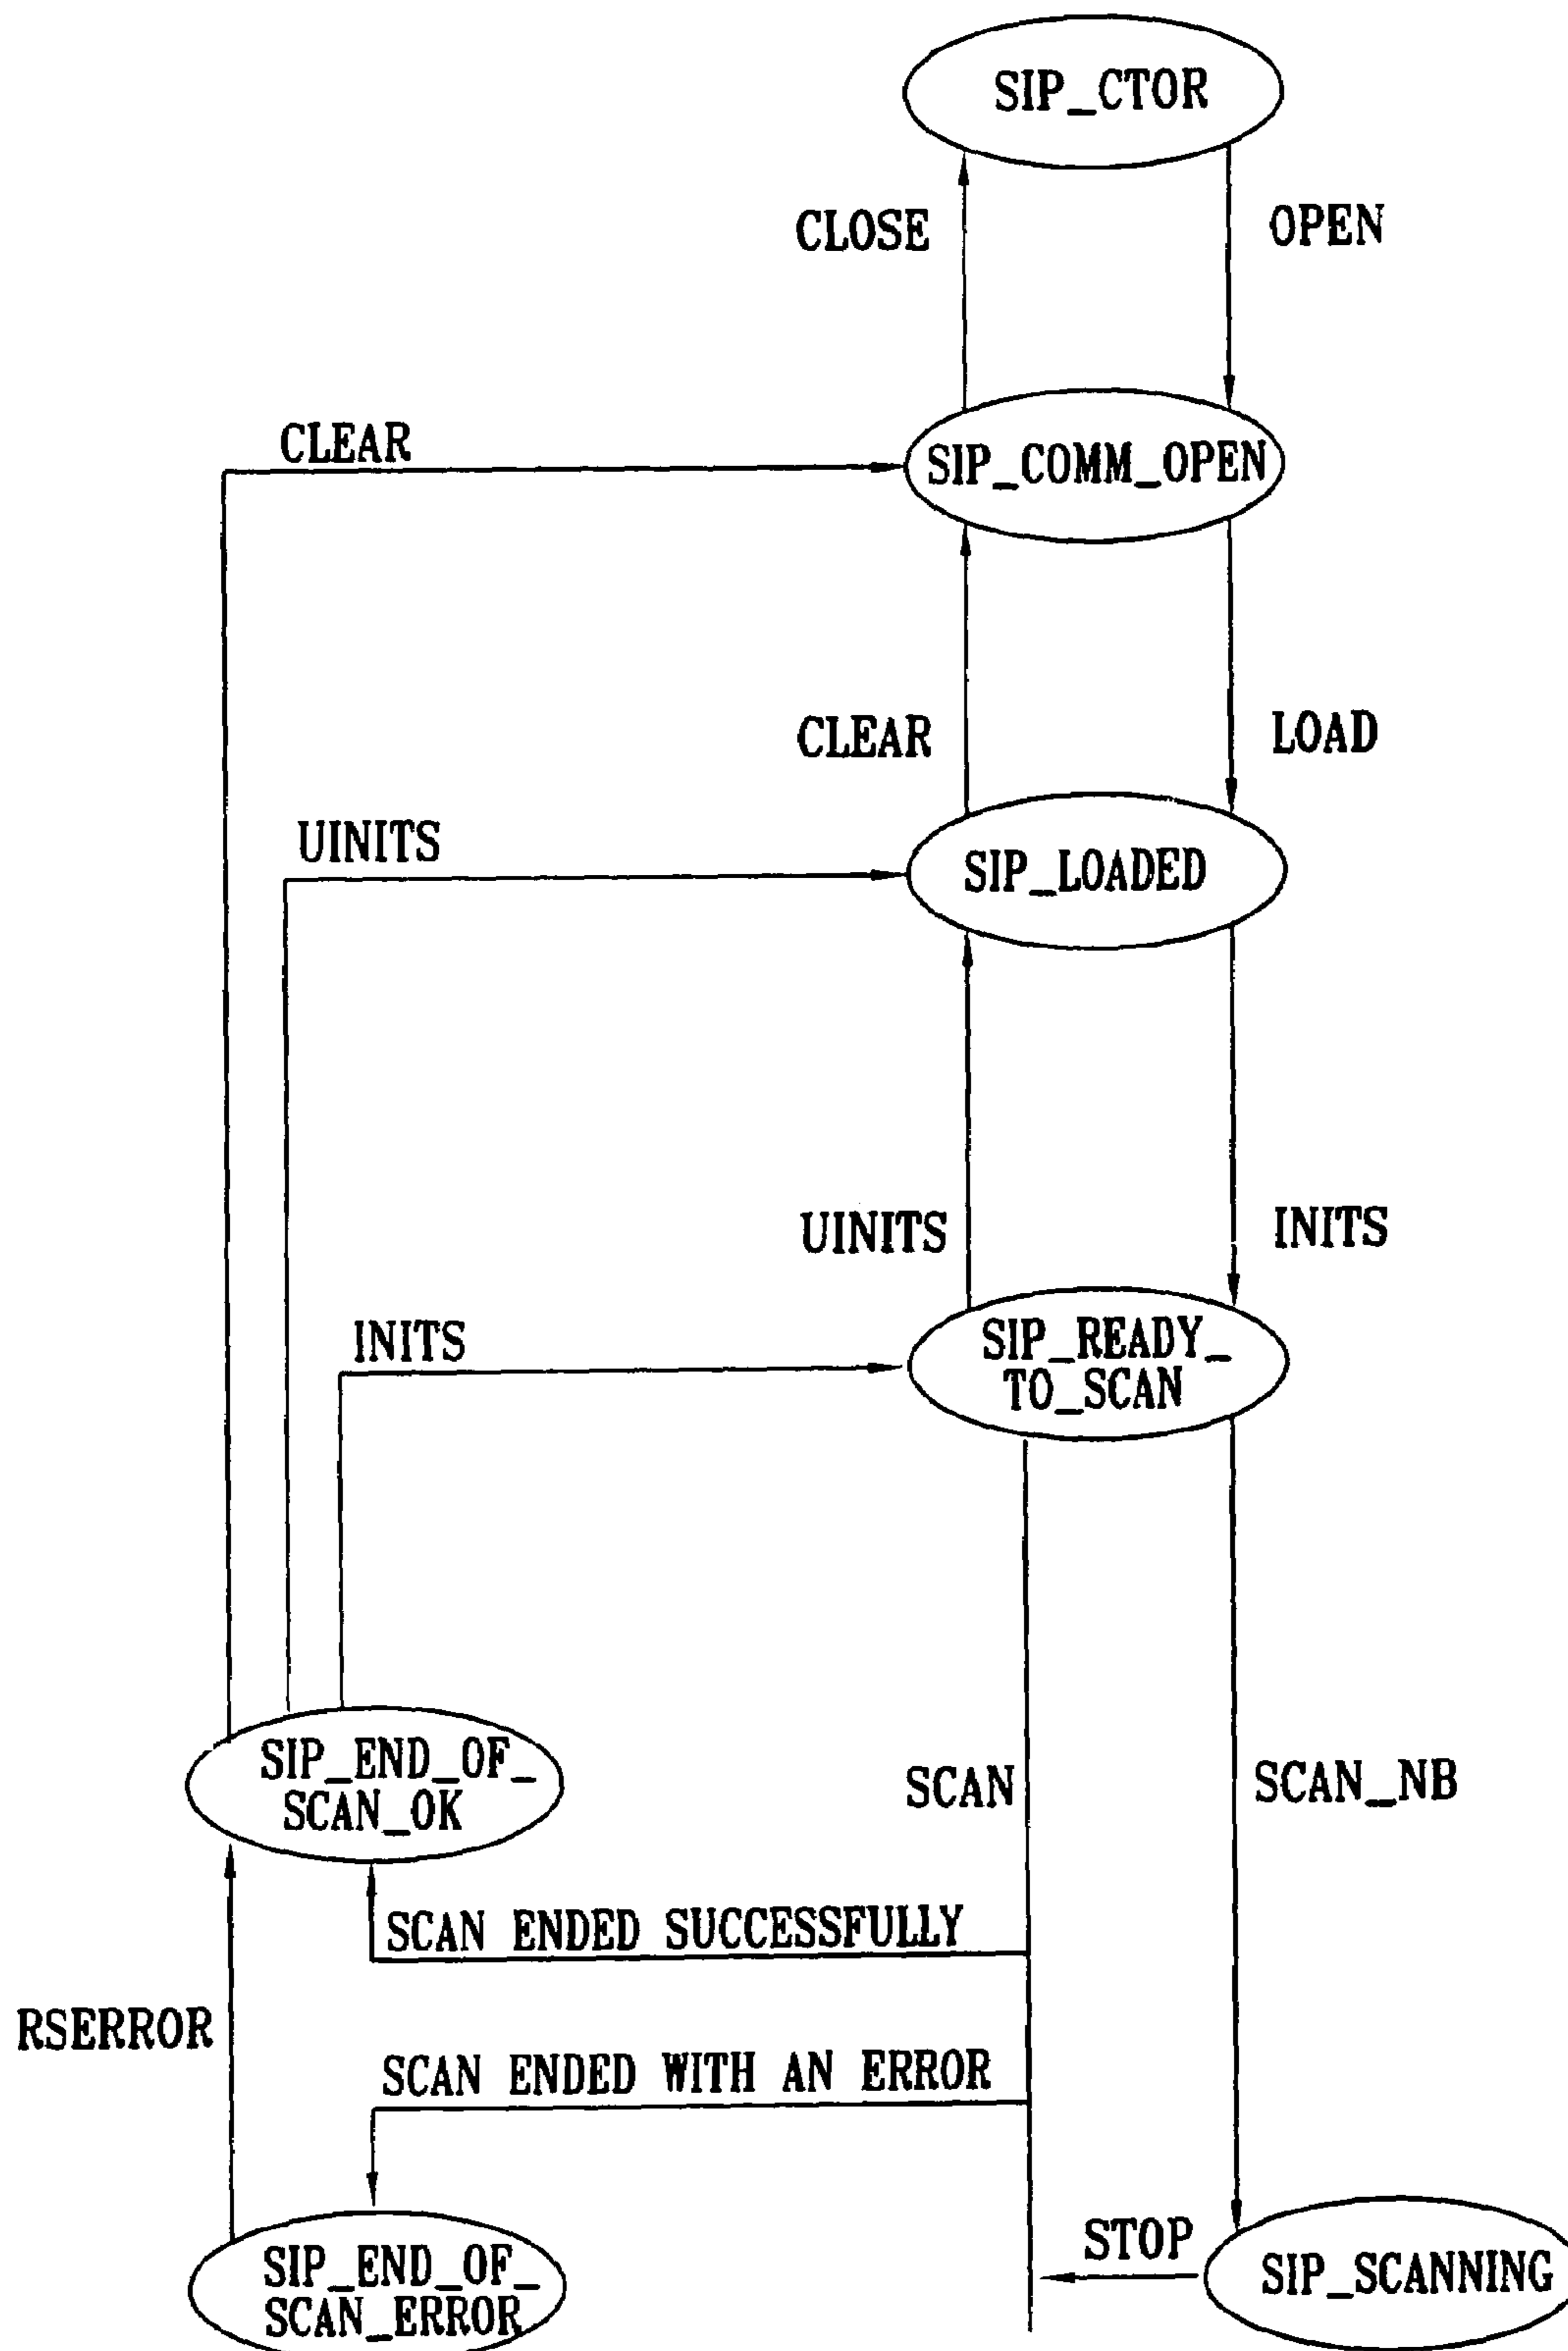 SIP_CTOR
CLOSE
OPEN
CLEAR
SIP_COMM_OPEN
CLEAR
LOAD
UINITS
SIP_LOADED
UINITS
INITS
INITS
SIP_READY_
TO_SCAN
SIP_END_OF_
SCAN_OK
SCAN
SCAN_NB
SCAN ENDED SUCCESSFULLY
RSERROR
SCAN ENDED WITH AN ERROR
STOP
SIP_SCANNING
SIP_END_OF_
SCAN_ERROR